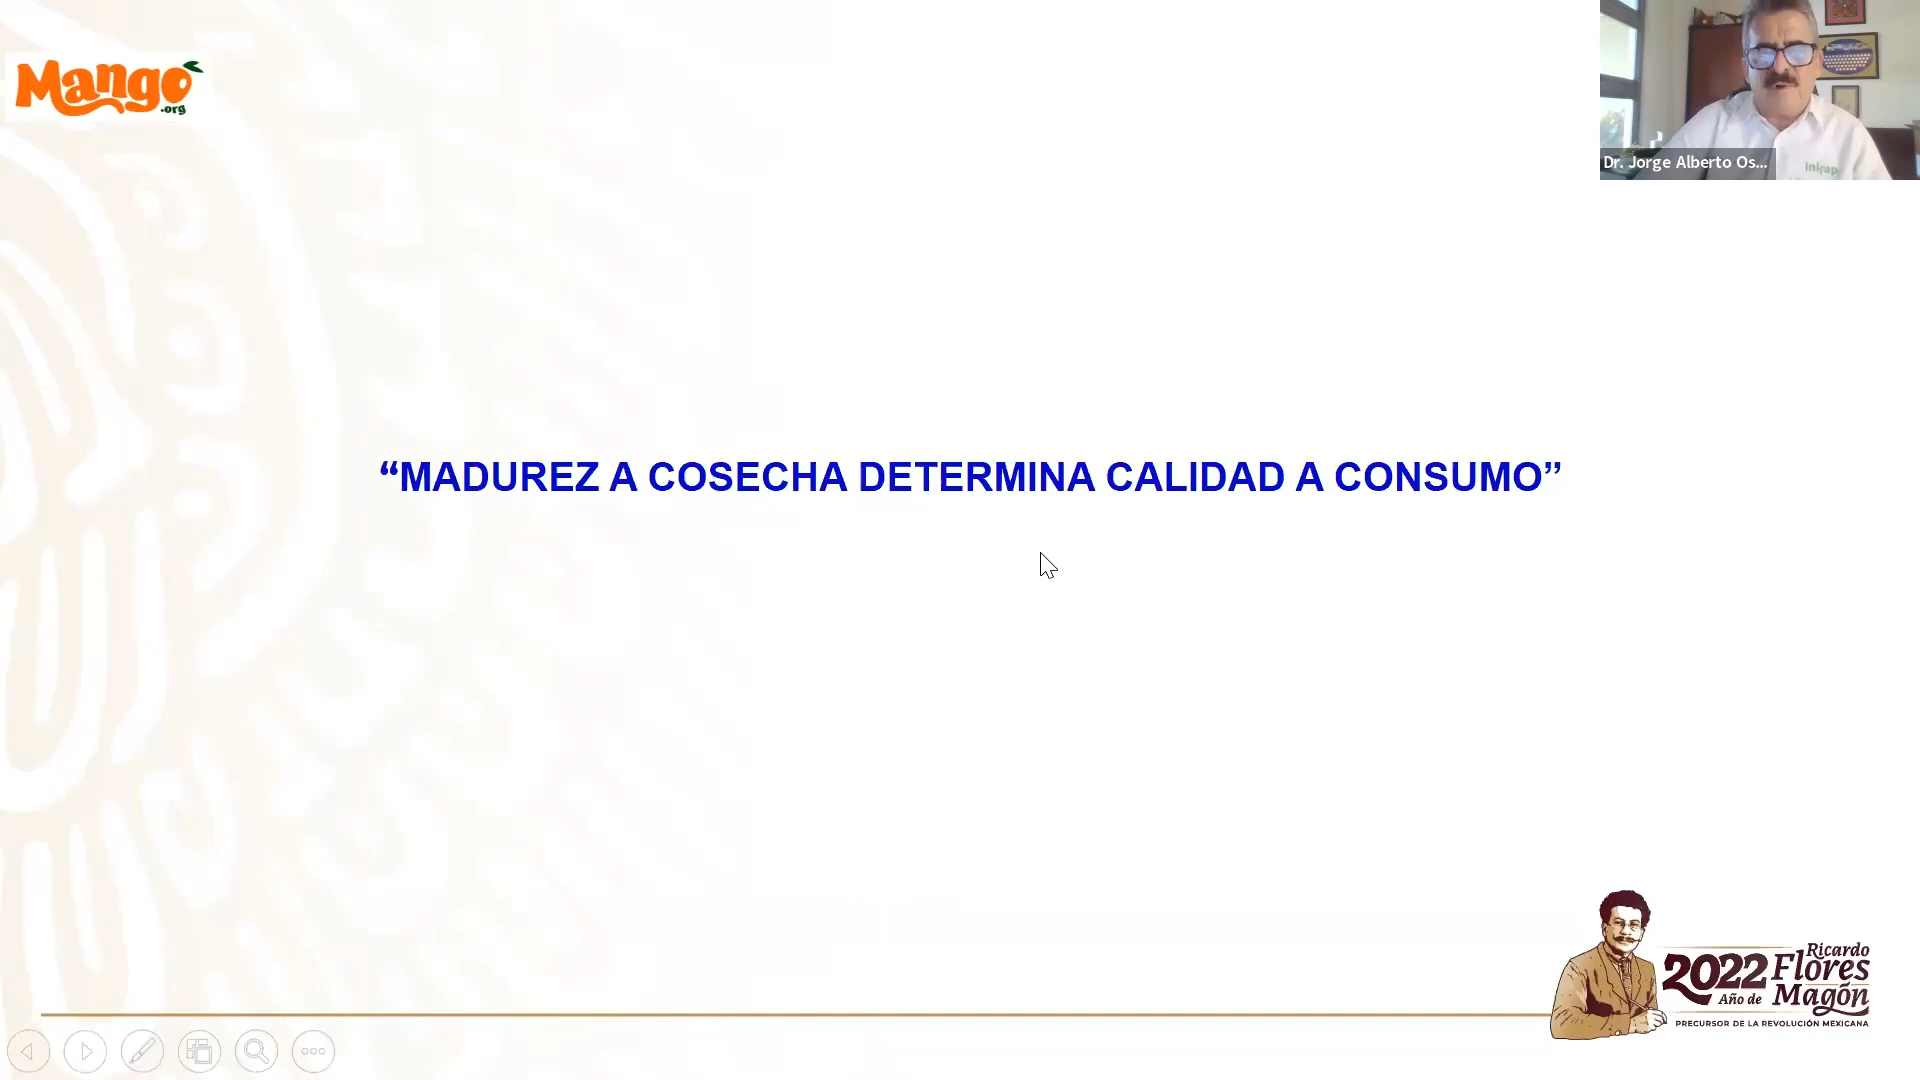 Mango
.org
Dr. Jorge Alberto Os...
inifap
“MADUREZ A COSECHA DETERMINA CALIDAD A CONSUMO”
2022
Año de
Ricardo
Flores
Magón
PRECURSOR DE LA REVOLUCIÓN MEXICANA